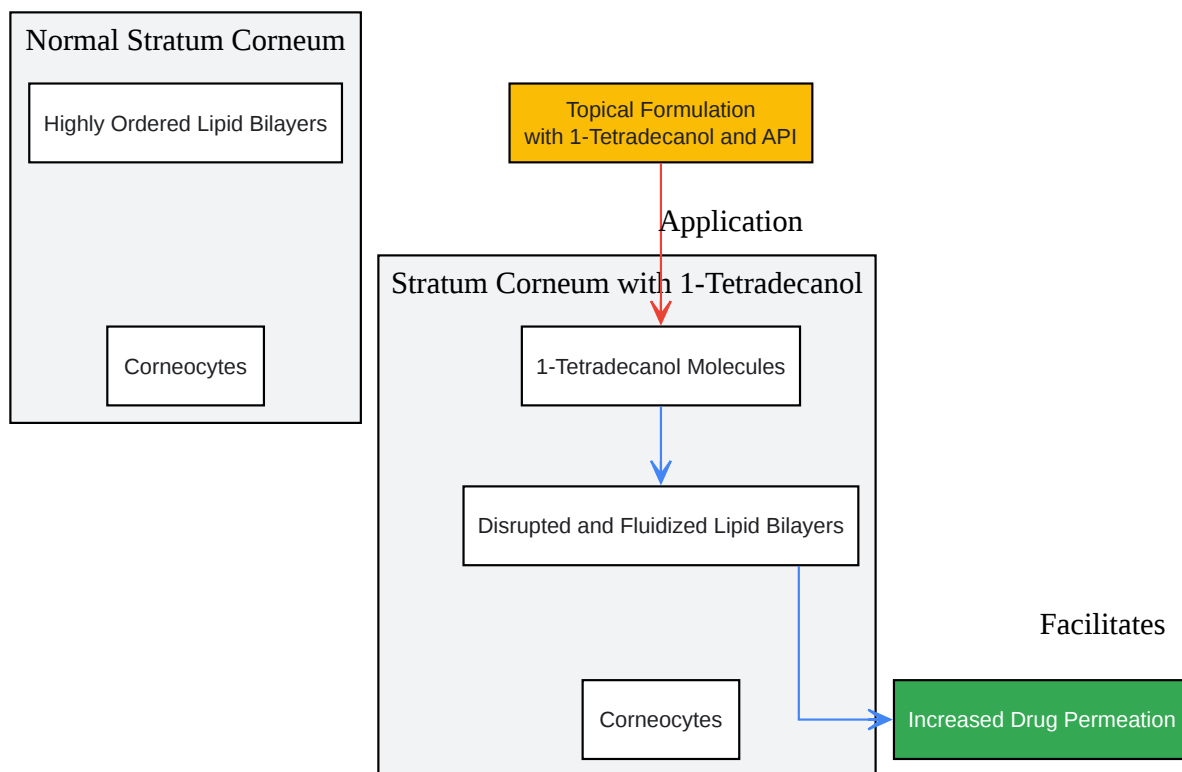 Normal Stratum Corneum
Highly Ordered Lipid Bilayers
Corneocytes
Topical Formulation
with 1-Tetradecanol and API
Application
Stratum Corneum with 1-Tetradecanol
1-Tetradecanol Molecules
Disrupted and Fluidized Lipid Bilayers
Corneocytes
Facilitates
Increased Drug Permeation